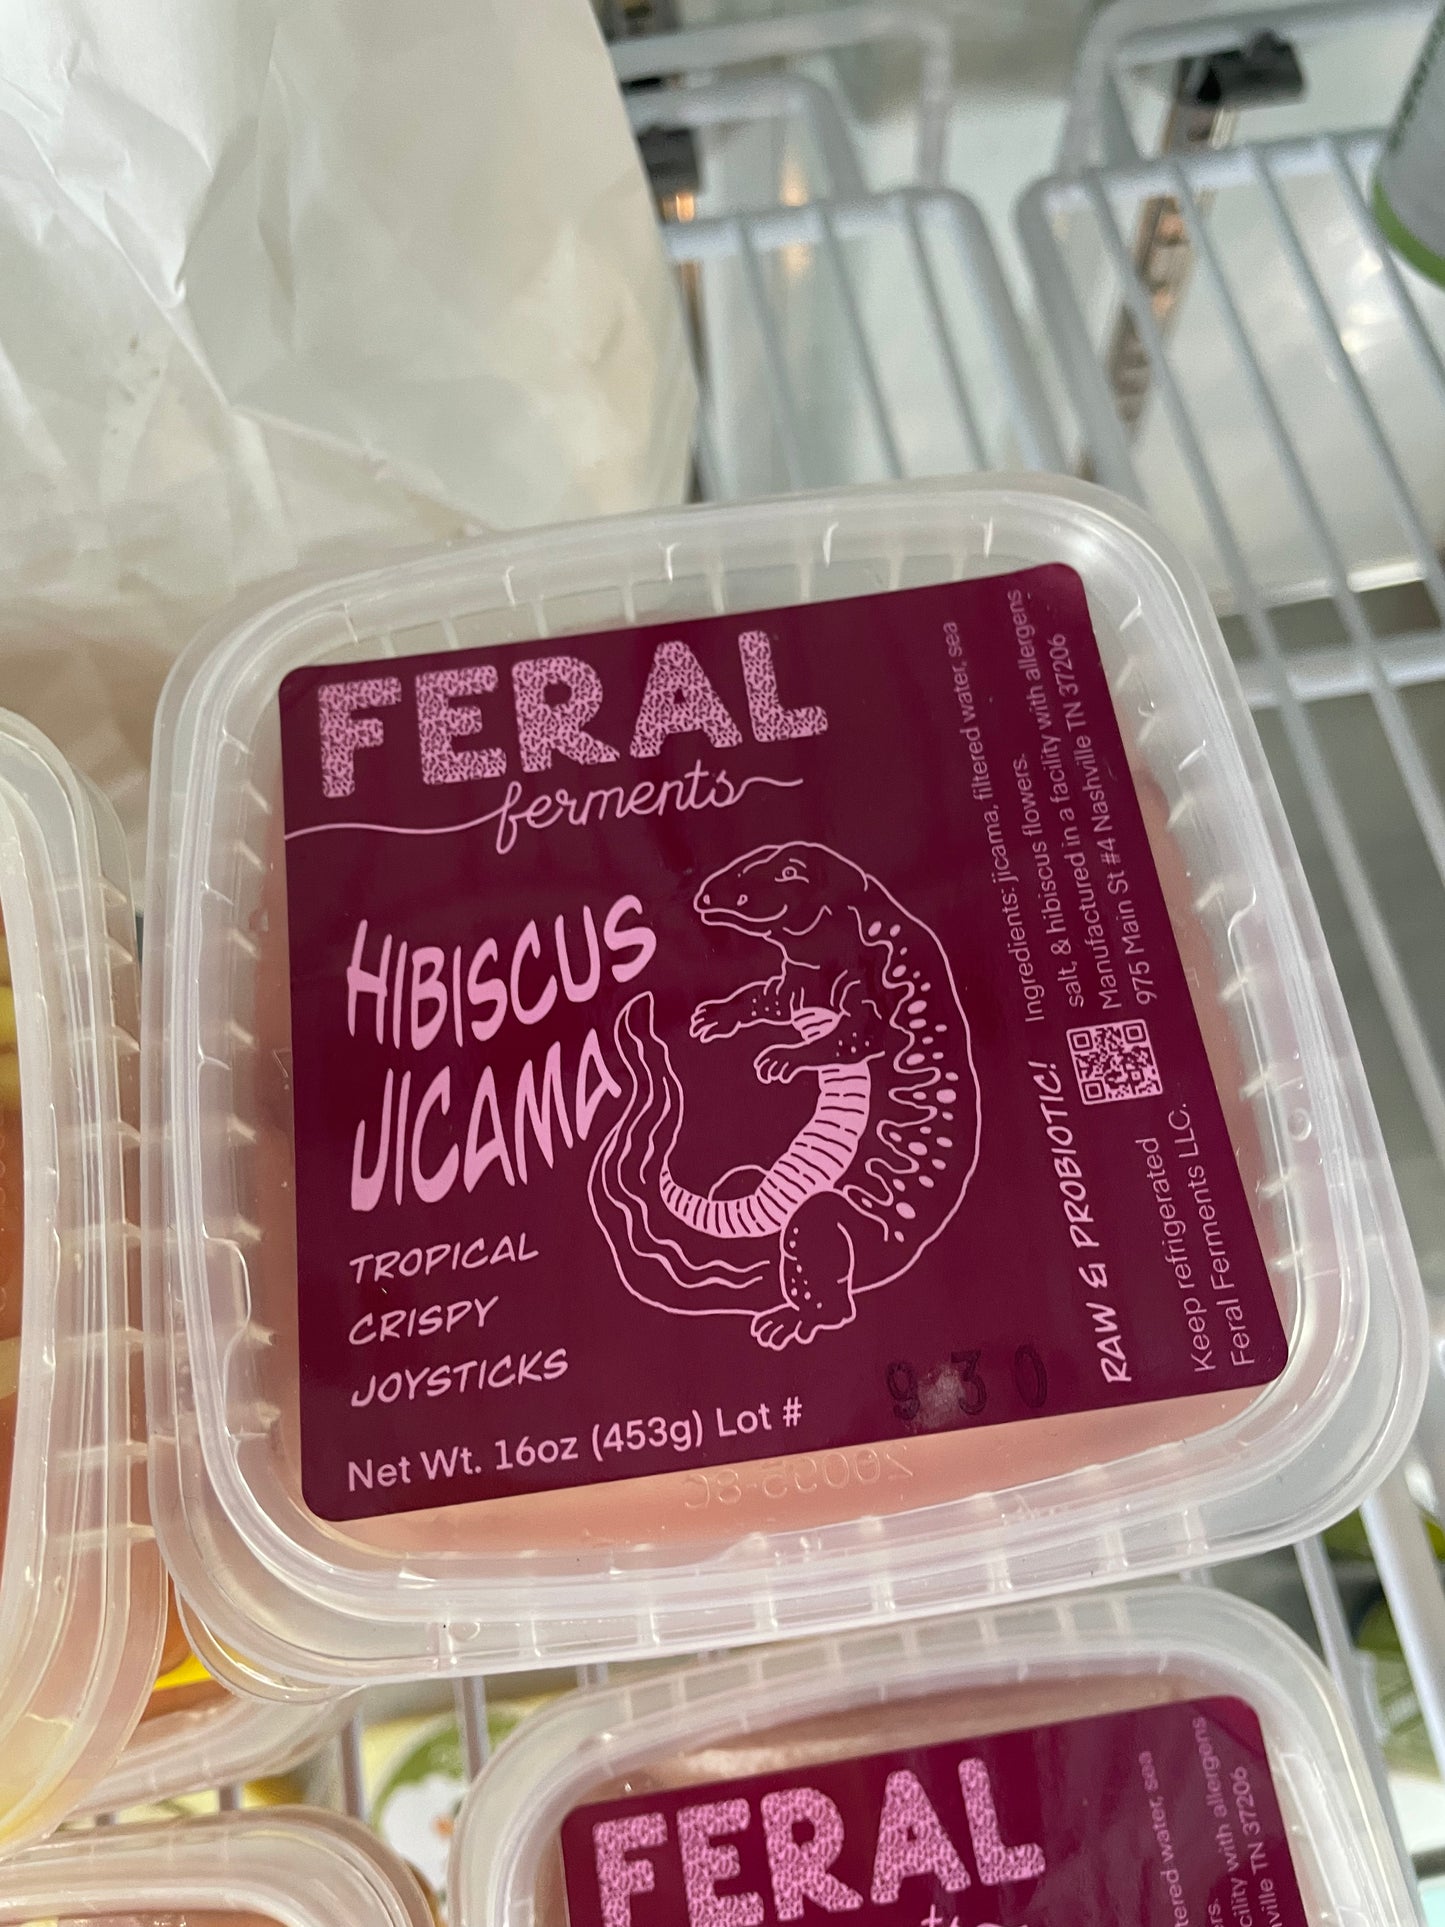 FERAL
ferments
HIBISCUS
JICAMA
TROPICAL
CRISPY
JOYSTICKS
Net Wt. 16oz (453g) Lot #
930
Ingredients: jicama, filtered water, sea
salt, & hibiscus flowers.
Manufactured in a facility with allergens
975 Main St #4 Nashville TN 37206
RAW & PROBIOTIC!
Keep refrigerated
Feral Ferments LLC.
FERAL